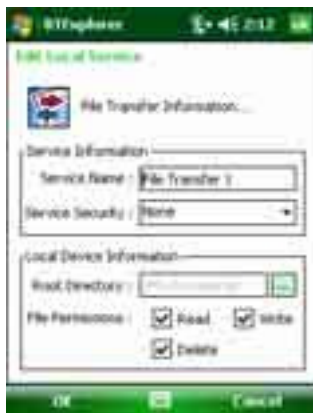 BTExplorer 2:12 ok
Edit Local Service
File Transfer Information...
Service Information
Service Name : File Transfer 1
Service Security : None
Local Device Information
Root Directory : ...
File Permissions : Read Write
Delete
OK Cancel